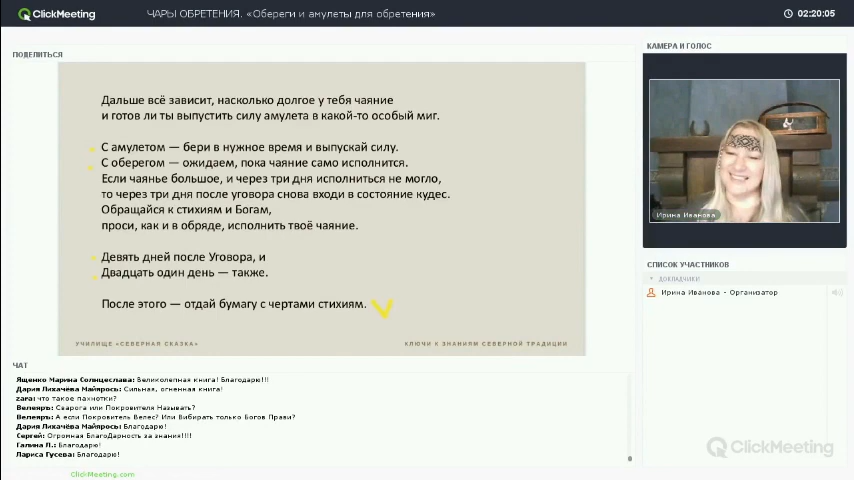 ClickMeeting
ЧАРЫ ОБРЕТЕНИЯ. «Обереги и амулеты для обретения»
02:20:05
ПОДЕЛИТЬСЯ
Дальше всё зависит, насколько долгое у тебя чаяние
и готов ли ты выпустить силу амулета в какой-то особый миг.
С амулетом — бери в нужное время и выпускай силу.
С оберегом — ожидаем, пока чаяние само исполнится.
Если чаянье большое, и через три дня исполниться не могло,
то через три дня после уговора снова входи в состояние кудес.
Обращайся к стихиям и Богам,
проси, как и в обряде, исполнить твоё чаяние.
Девять дней после Уговора, и
Двадцать один день — также.
После этого — отдай бумагу с чертами стихиям.
УЧИЛИЩЕ «СЕВЕРНАЯ СКАЗКА»
КЛЮЧИ К ЗНАНИЯМ СЕВЕРНОЙ ТРАДИЦИИ
КАМЕРА И ГОЛОС
Ирина Иванова
СПИСОК УЧАСТНИКОВ
ДОКЛАДЧИКИ
Ирина Иванова - Организатор
ЧАТ
Ященко Марина Солнцеслава: Великолепная книга! Благодарю!!!
Дария Лихачёва Майярось: Сильная, огненная книга!
zara: что такое пахнотки?
Велеяръ: Сварога или Покровителя Называть?
Велеяръ: А если Покровитель Велес? Или Вибирать только Богов Прави?
Дария Лихачёва Майярось: Благодарю!
Сергей: Огромная БлагоДарность за знания!!!!
Галина Л.: Благодарю!
Лариса Гусева: Благодарю!
ClickMeeting.com
ClickMeeting